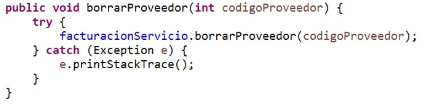 public void borrarProveedor(int codigoProveedor) {
    try {
        facturacionServicio.borrarProveedor(codigoProveedor);
    } catch (Exception e) {
        e.printStackTrace();
    }
}